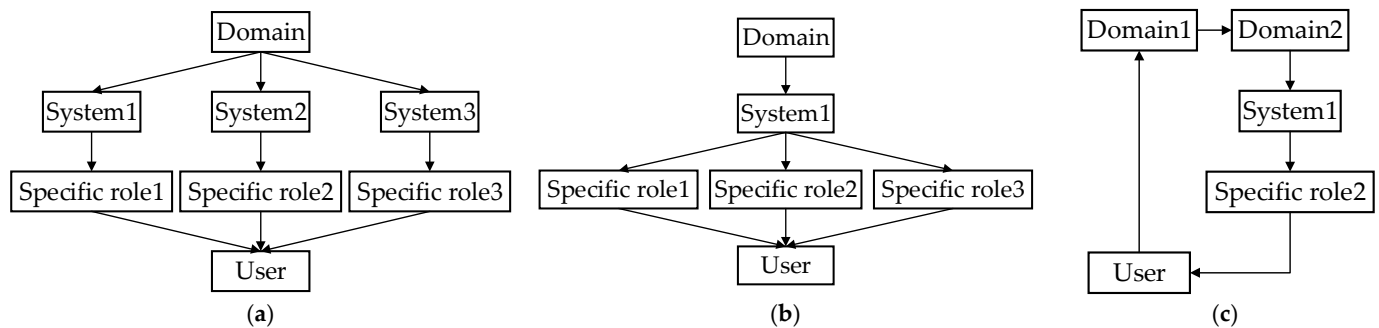 Domain
System1 System2 System3
Specific role1 Specific role2 Specific role3
User
(a)
Domain
System1
Specific role1 Specific role2 Specific role3
User
(b)
Domain1 Domain2
System1
Specific role2
User
(c)